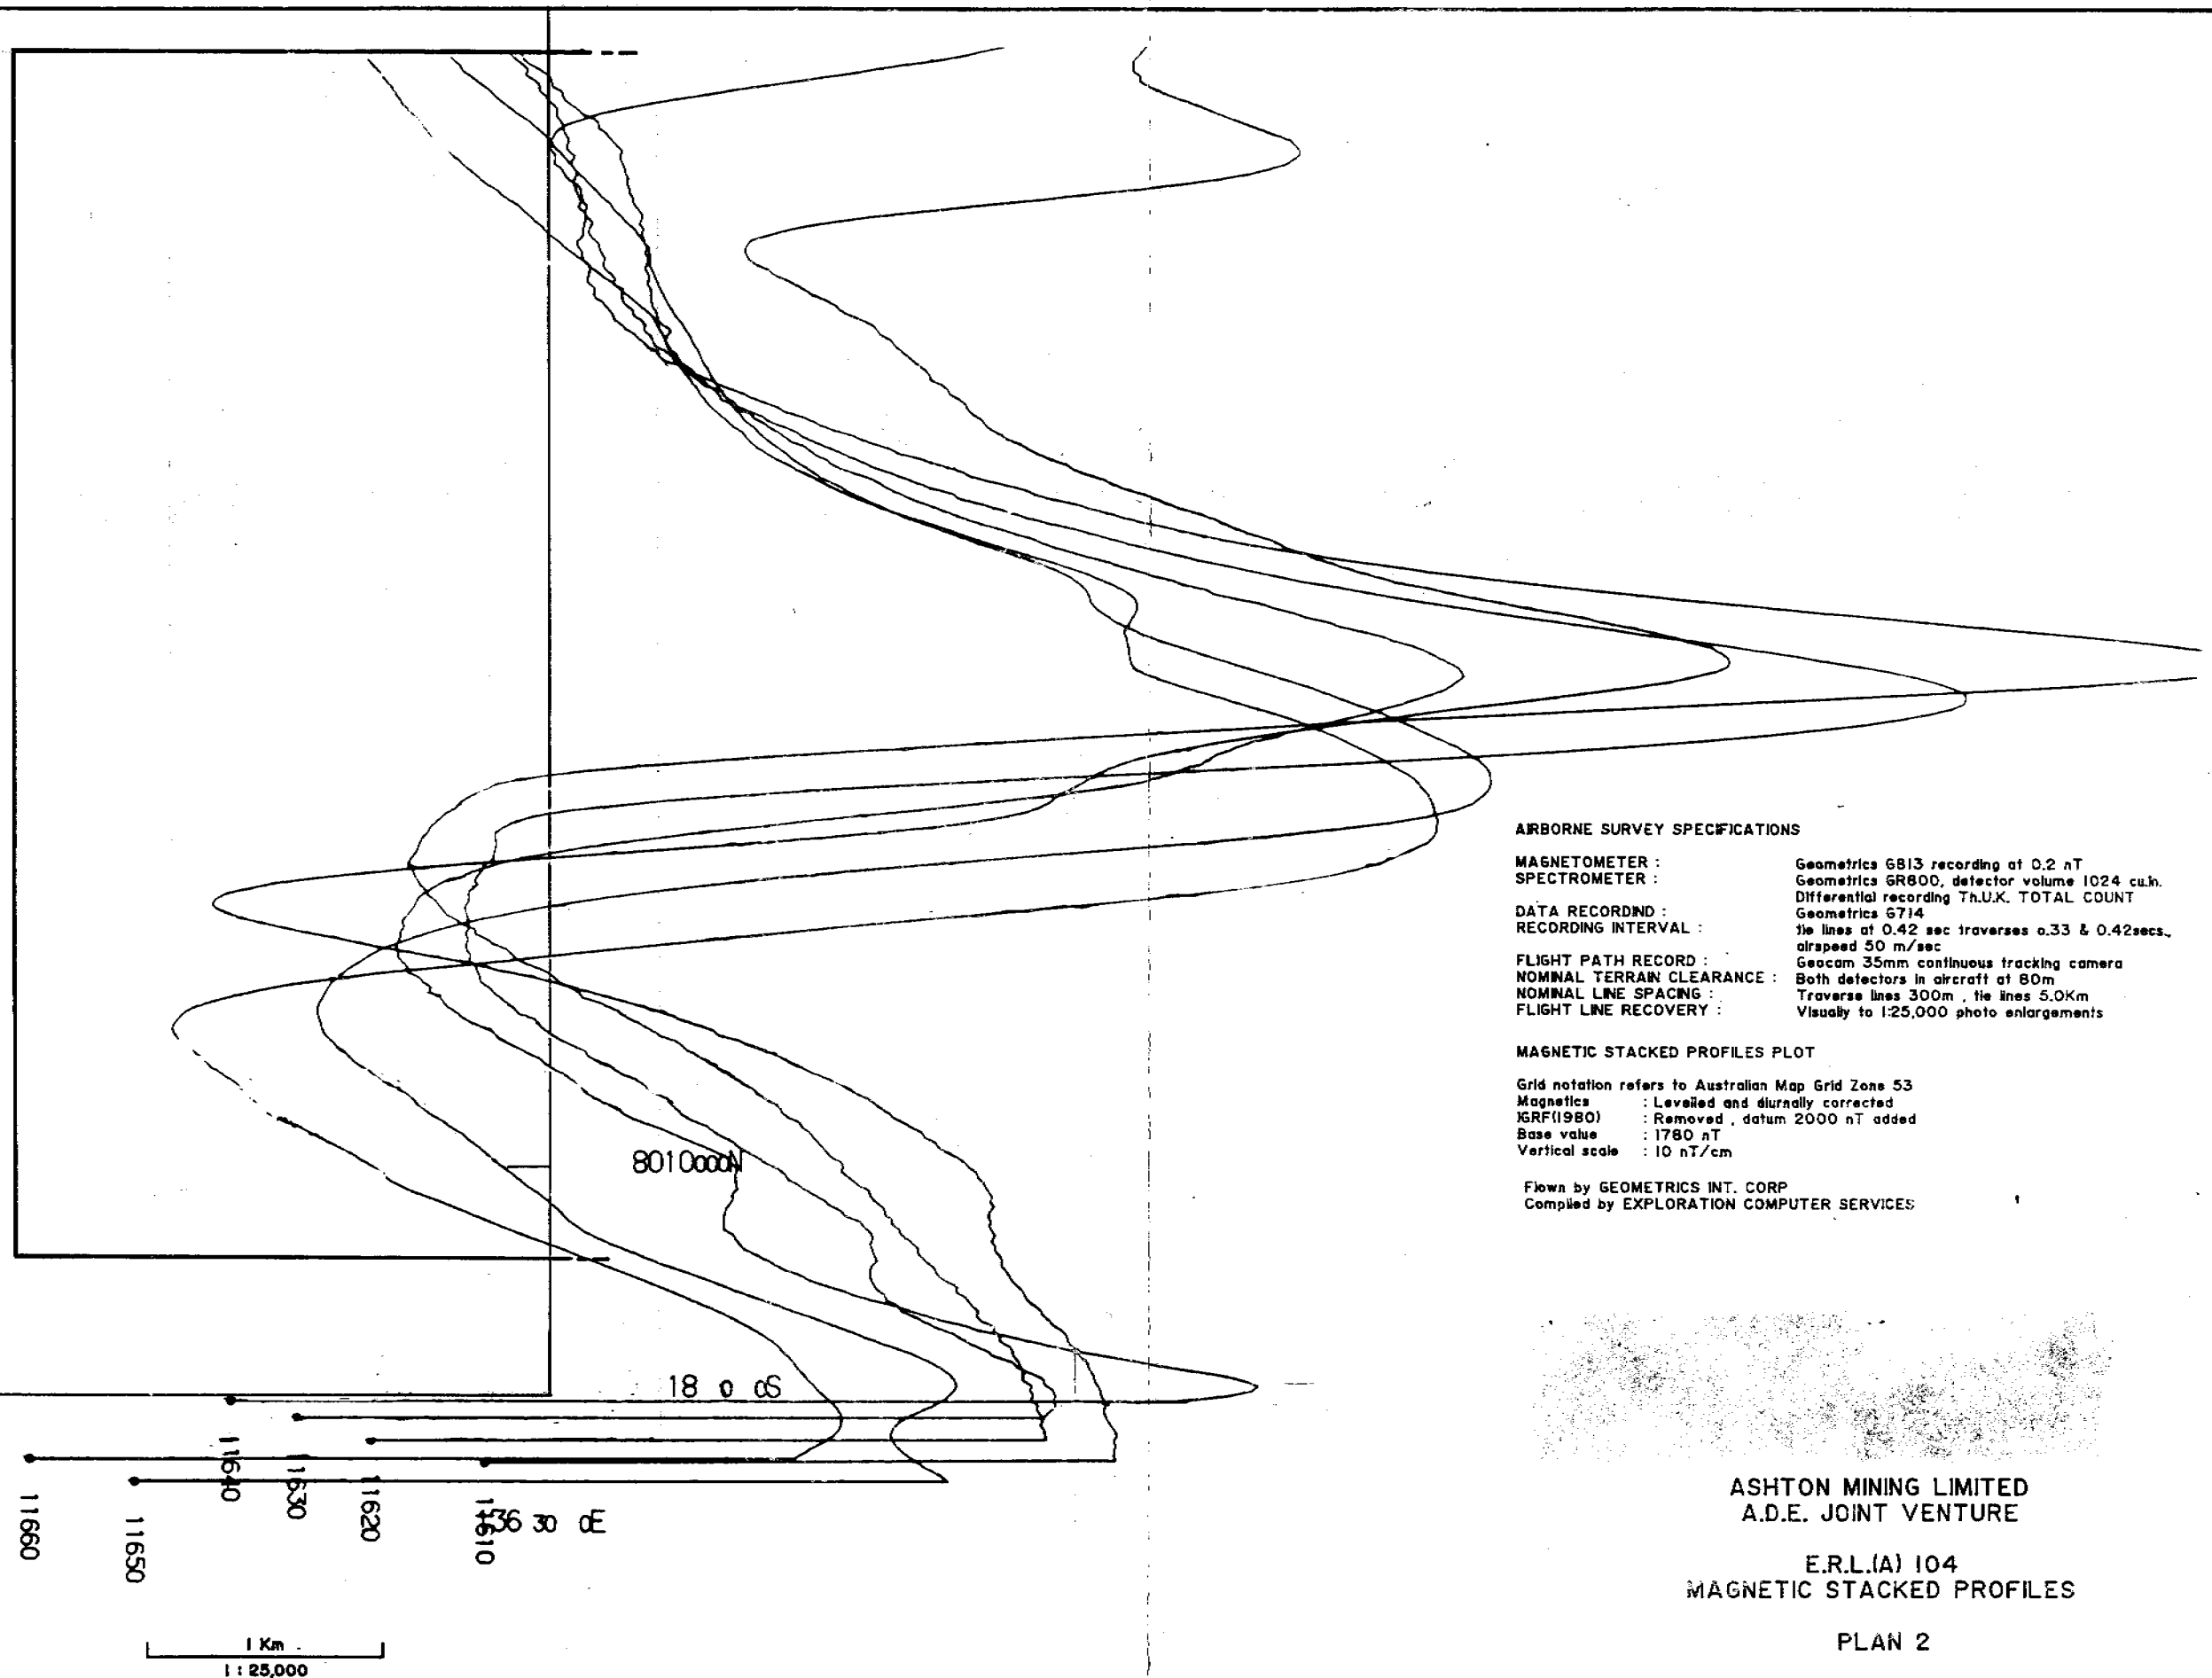 8010000N
AIRBORNE SURVEY SPECIFICATIONS
MAGNETOMETER : Geometrics G813 recording at 0.2 nT
SPECTROMETER : Geometrics GR800, detector volume 1024 cu.in.
Differential recording Th.U.K. TOTAL COUNT
DATA RECORDIND : Geometrics G714
RECORDING INTERVAL : tie lines at 0.42 sec traverses 0.33 & 0.42secs.,
airspeed 50 m/sec
FLIGHT PATH RECORD : Geocam 35mm continuous tracking camera
NOMINAL TERRAIN CLEARANCE : Both detectors in aircraft at 80m
NOMINAL LINE SPACING : Traverse lines 300m , tie lines 5.0Km
FLIGHT LINE RECOVERY : Visually to 1:25,000 photo enlargements
MAGNETIC STACKED PROFILES PLOT
Grid notation refers to Australian Map Grid Zone 53
Magnetics : Levelled and diurnally corrected
IGRF(1980) : Removed , datum 2000 nT added
Base value : 1780 nT
Vertical scale : 10 nT/cm
Flown by GEOMETRICS INT. CORP
Compiled by EXPLORATION COMPUTER SERVICES
18 0 0S
11660
11650
11640
11630
11620
11610
136 30 0E
1 Km
1 : 25,000
ASHTON MINING LIMITED
A.D.E. JOINT VENTURE
E.R.L.(A) 104
MAGNETIC STACKED PROFILES
PLAN 2